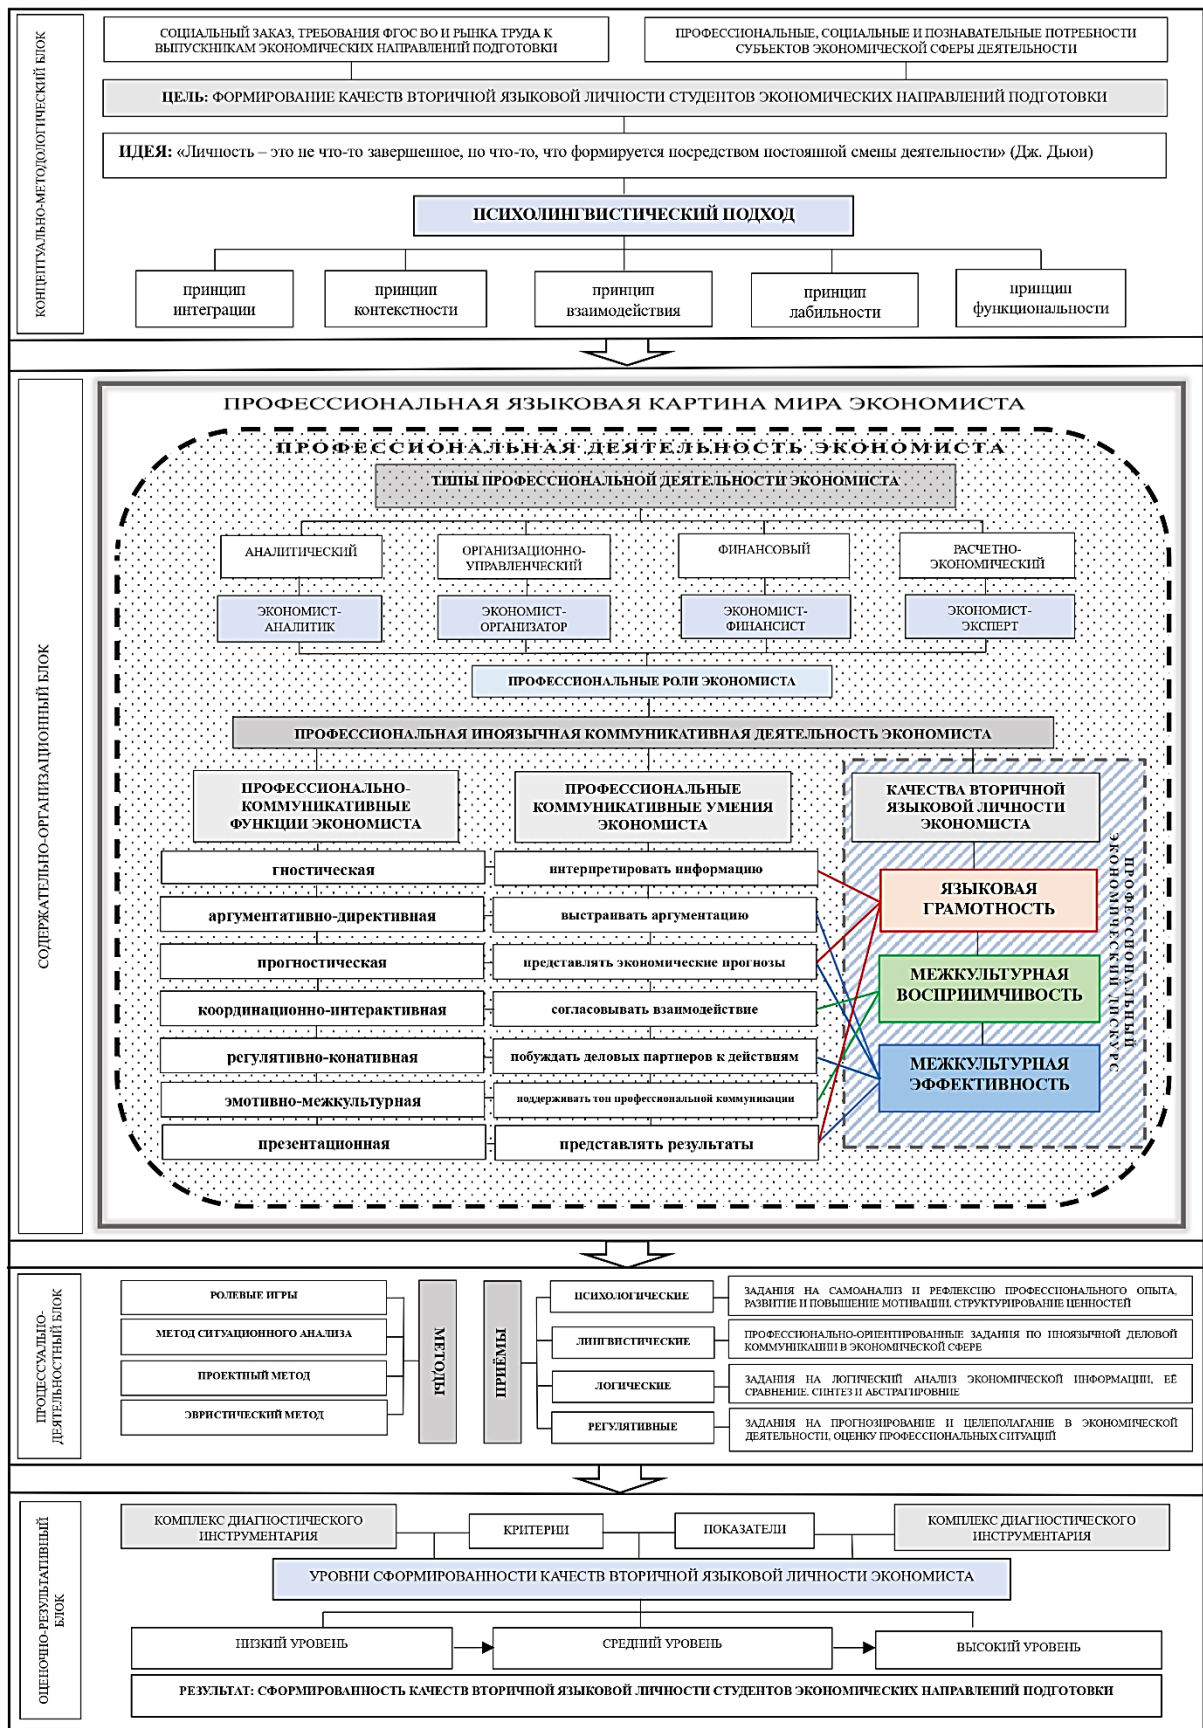 КОНЦЕПТУАЛЬНО-МЕТОДОЛОГИЧЕСКИЙ БЛОК
СОЦИАЛЬНЫЙ ЗАКАЗ, ТРЕБОВАНИЯ ФГОС ВО И РЫНКА ТРУДА К
ВЫПУСКНИКАМ ЭКОНОМИЧЕСКИХ НАПРАВЛЕНИЙ ПОДГОТОВКИ
ПРОФЕССИОНАЛЬНЫЕ, СОЦИАЛЬНЫЕ И ПОЗНАВАТЕЛЬНЫЕ ПОТРЕБНОСТИ
СУБЪЕКТОВ ЭКОНОМИЧЕСКОЙ СФЕРЫ ДЕЯТЕЛЬНОСТИ
ЦЕЛЬ: ФОРМИРОВАНИЕ КАЧЕСТВ ВТОРИЧНОЙ ЯЗЫКОВОЙ ЛИЧНОСТИ СТУДЕНТОВ ЭКОНОМИЧЕСКИХ НАПРАВЛЕНИЙ ПОДГОТОВКИ
ИДЕЯ: «Личность – это не что-то завершенное, но что-то, что формируется посредством постоянной смены деятельности» (Дж. Дьюи)
ПСИХОЛИНГВИСТИЧЕСКИЙ ПОДХОД
принцип
интеграции
принцип
контекстности
принцип
взаимодействия
принцип
лабильности
принцип
функциональности
СОДЕРЖАТЕЛЬНО-ОРГАНИЗАЦИОННЫЙ БЛОК
ПРОФЕССИОНАЛЬНАЯ ЯЗЫКОВАЯ КАРТИНА МИРА ЭКОНОМИСТА
ПРОФЕССИОНАЛЬНАЯ ДЕЯТЕЛЬНОСТЬ ЭКОНОМИСТА
ТИПЫ ПРОФЕССИОНАЛЬНОЙ ДЕЯТЕЛЬНОСТИ ЭКОНОМИСТА
АНАЛИТИЧЕСКИЙ
ОРГАНИЗАЦИОННО-
УПРАВЛЕНЧЕСКИЙ
ФИНАНСОВЫЙ
РАСЧЕТНО-
ЭКОНОМИЧЕСКИЙ
ЭКОНОМИСТ-
АНАЛИТИК
ЭКОНОМИСТ-
ОРГАНИЗАТОР
ЭКОНОМИСТ-
ФИНАНСИСТ
ЭКОНОМИСТ-
ЭКСПЕРТ
ПРОФЕССИОНАЛЬНЫЕ РОЛИ ЭКОНОМИСТА
ПРОФЕССИОНАЛЬНАЯ ИНОЯЗЫЧНАЯ КОММУНИКАТИВНАЯ ДЕЯТЕЛЬНОСТЬ ЭКОНОМИСТА
ПРОФЕССИОНАЛЬНО-
КОММУНИКАТИВНЫЕ
ФУНКЦИИ ЭКОНОМИСТА
ПРОФЕССИОНАЛЬНЫЕ
КОММУНИКАТИВНЫЕ УМЕНИЯ
ЭКОНОМИСТА
КАЧЕСТВА ВТОРИЧНОЙ
ЯЗЫКОВОЙ ЛИЧНОСТИ
ЭКОНОМИСТА
гностическая
интерпретировать информацию
аргументативно-директивная
выстраивать аргументацию
прогностическая
представлять экономические прогнозы
координационно-интерактивная
согласовывать взаимодействие
регулятивно-конативная
побуждать деловых партнеров к действиям
эмотивно-межкультурная
поддерживать тон профессиональной коммуникации
презентационная
представлять результаты
ЯЗЫКОВАЯ
ГРАМОТНОСТЬ
МЕЖКУЛЬТУРНАЯ
ВОСПРИИМЧИВОСТЬ
МЕЖКУЛЬТУРНАЯ
ЭФФЕКТИВНОСТЬ
ПРОФЕССИОНАЛЬНЫЙ
ЭКОНОМИЧЕСКИЙ ДИСКУРС
ПРОЦЕССУАЛЬНО-
ДЕЯТЕЛЬНОСТНЫЙ БЛОК
РОЛЕВЫЕ ИГРЫ
МЕТОД СИТУАЦИОННОГО АНАЛИЗА
ПРОЕКТНЫЙ МЕТОД
ЭВРИСТИЧЕСКИЙ МЕТОД
МЕТОДЫ
ПРИЁМЫ
ПСИХОЛОГИЧЕСКИЕ
ЗАДАНИЯ НА САМОАНАЛИЗ И РЕФЛЕКСИЮ ПРОФЕССИОНАЛЬНОГО ОПЫТА,
РАЗВИТИЕ И ПОВЫШЕНИЕ МОТИВАЦИИ, СТРУКТУРИРОВАНИЕ ЦЕННОСТЕЙ
ЛИНГВИСТИЧЕСКИЕ
ПРОФЕССИОНАЛЬНО-ОРИЕНТИРОВАННЫЕ ЗАДАНИЯ ПО ИНОЯЗЫЧНОЙ ДЕЛОВОЙ
КОММУНИКАЦИИ В ЭКОНОМИЧЕСКОЙ СФЕРЕ
ЛОГИЧЕСКИЕ
ЗАДАНИЯ НА ЛОГИЧЕСКИЙ АНАЛИЗ ЭКОНОМИЧЕСКОЙ ИНФОРМАЦИИ, ЕЁ
СРАВНЕНИЕ, СИНТЕЗ И АБСТРАГИРОВНИЕ
РЕГУЛЯТИВНЫЕ
ЗАДАНИЯ НА ПРОГНОЗИРОВАНИЕ И ЦЕЛЕПОЛАГАНИЕ В ЭКОНОМИЧЕСКОЙ
ДЕЯТЕЛЬНОСТИ, ОЦЕНКУ ПРОФЕССИОНАЛЬНЫХ СИТУАЦИЙ
ОЦЕНОЧНО-РЕЗУЛЬТАТИВНЫЙ
БЛОК
КОМПЛЕКС ДИАГНОСТИЧЕСКОГО
ИНСТРУМЕНТАРИЯ
КРИТЕРИИ
ПОКАЗАТЕЛИ
КОМПЛЕКС ДИАГНОСТИЧЕСКОГО
ИНСТРУМЕНТАРИЯ
УРОВНИ СФОРМИРОВАННОСТИ КАЧЕСТВ ВТОРИЧНОЙ ЯЗЫКОВОЙ ЛИЧНОСТИ ЭКОНОМИСТА
НИЗКИЙ УРОВЕНЬ
СРЕДНИЙ УРОВЕНЬ
ВЫСОКИЙ УРОВЕНЬ
РЕЗУЛЬТАТ: СФОРМИРОВАННОСТЬ КАЧЕСТВ ВТОРИЧНОЙ ЯЗЫКОВОЙ ЛИЧНОСТИ СТУДЕНТОВ ЭКОНОМИЧЕСКИХ НАПРАВЛЕНИЙ ПОДГОТОВКИ